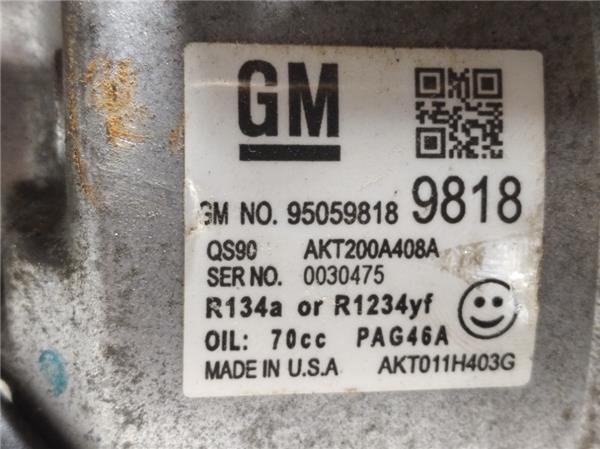 GM
GM NO. 95059818 9818
QS90 AKT200A408A
SER NO. 0030475
R134a or R1234yf
OIL: 70cc PAG46A
MADE IN U.S.A AKT011H403G